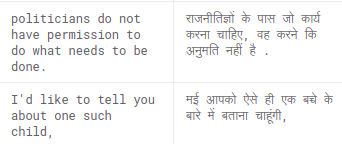 politicians do not
have permission to
do what needs to be
done.
राजनीतिज्ञों के पास जो कार्य
करना चाहिए, वह करने कि
अनुमति नहीं है .
I'd like to tell you
about one such
child,
मई आपको ऐसे ही एक बच्चे के
बारे में बताना चाहूंगी,